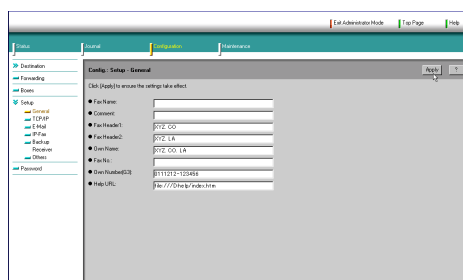 Exit Administrator Mode
Top Page
Help
Status
Journal
Configuration
Maintenance
Destination
Forwarding
Boxes
Setup
General
TCP/IP
E-Mail
IP-Fax
Backup
Receiver
Others
Password
Config.: Setup - General
Apply
?
Click [Apply] to ensure the settings take effect.
Fax Name:
Comment:
Fax Header1: XYZ. CO
Fax Header2: XYZ. LA
Own Name: XYZ. CO. LA
Fax No.:
Own Number(G3) 0111212-123456
Help URL: file:///D:help/index.htm